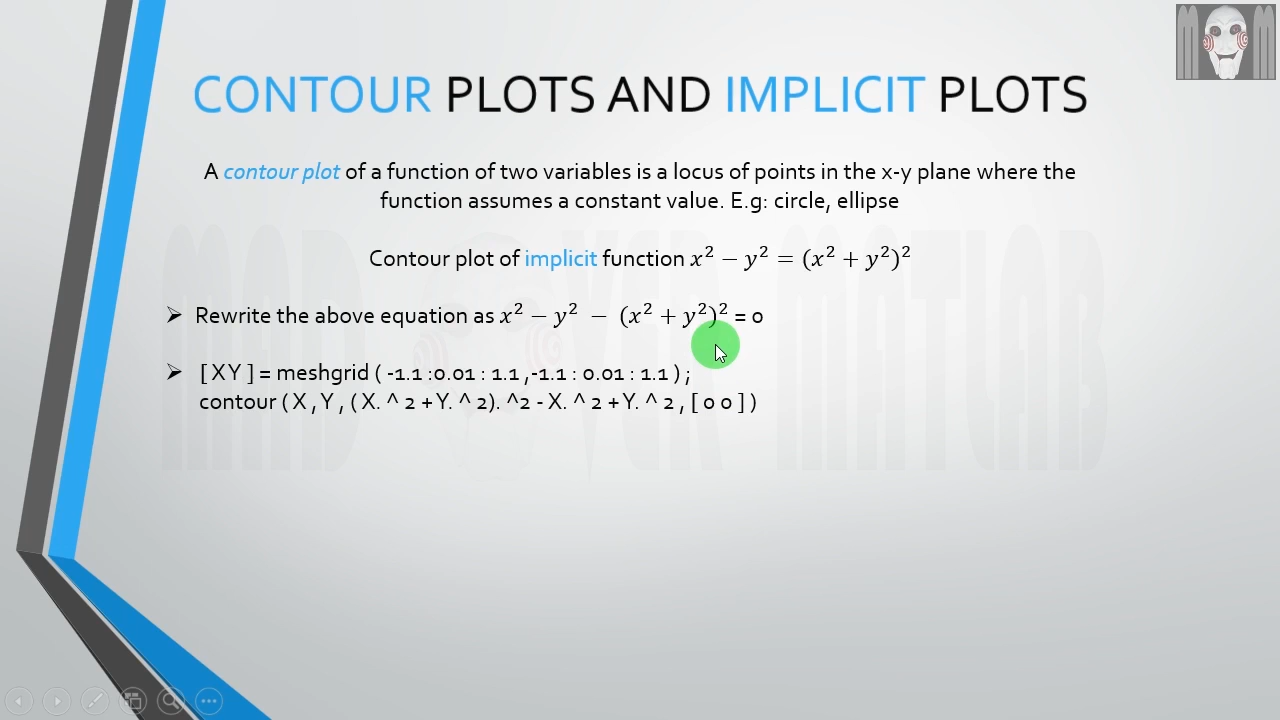 CONTOUR PLOTS AND IMPLICIT PLOTS
A contour plot of a function of two variables is a locus of points in the x-y plane where the
function assumes a constant value. E.g: circle, ellipse
Contour plot of implicit function x² − y² = (x² + y²)²
➢ Rewrite the above equation as x² − y² − (x² + y²)² = 0
➢ [ X Y ] = meshgrid ( -1.1 :0.01 : 1.1 ,-1.1 : 0.01 : 1.1 ) ;
contour ( X , Y , ( X. ^ 2 + Y. ^ 2). ^2 - X. ^ 2 + Y. ^ 2 , [ 0 0 ] )
MAD OVER MATLAB